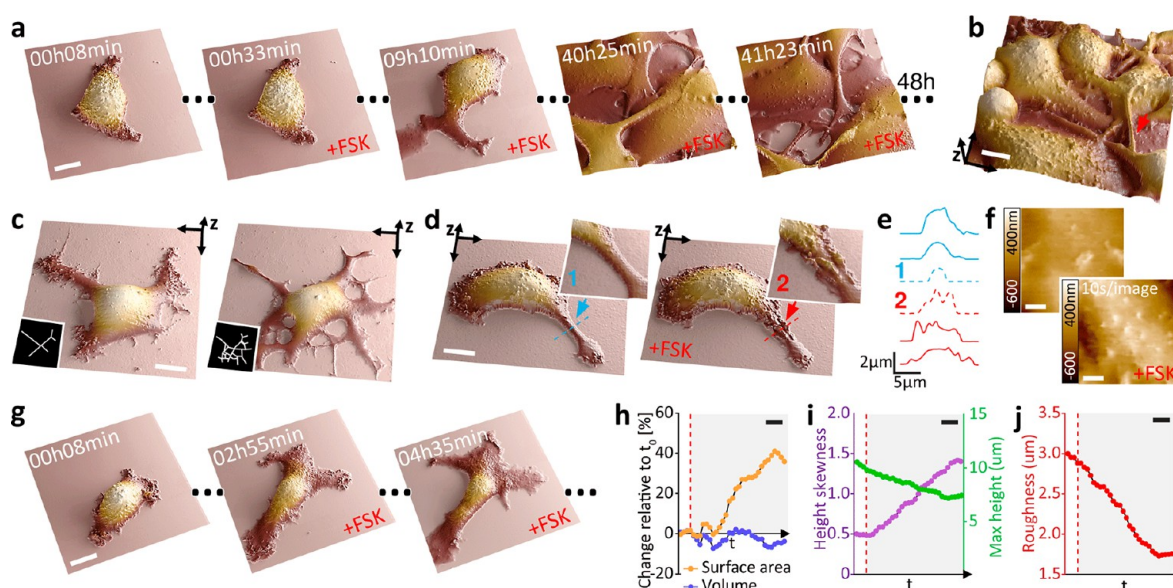 a
00h08min
00h33min
09h10min
+FSK
40h25min
+FSK
41h23min
+FSK
48h
b
z
c
z
z
d
z
1
z
2
+FSK
e
1
2
2µm
5µm
f
400nm
-600
10s/image
400nm
-600
+FSK
g
00h08min
02h55min
+FSK
04h35min
+FSK
h
Change relative to t0 [%]
60
40
20
0
-20
t
Surface area
Volume
i
Height skewness
2.0
1.5
1.0
0.5
0.0
15
10
5
Max height (um)
t
j
Roughness (um)
3.5
3.0
2.5
2.0
1.5
t